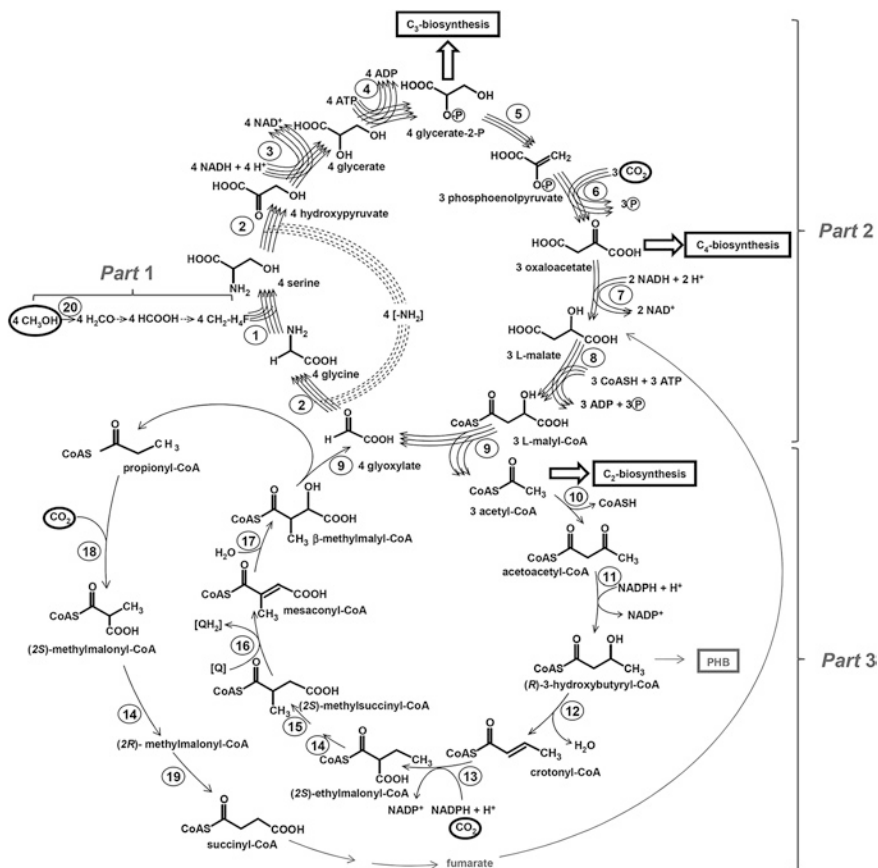 C3-biosynthesis
4 ADP
4
4 ATP
HOOC
OH
O-P
4 glycerate-2-P
5
4 NAD+
3
HOOC
OH
OH
4 NADH + 4 H+
4 glycerate
HOOC
CH2
O-P
3 phosphoenolpyruvate
3 CO2
6
3 P
HOOC
OH
O
2
4 hydroxypyruvate
O
HOOC
COOH
3 oxaloacetate
C4-biosynthesis
Part 2
Part 1
HOOC
OH
NH2
4 serine
2 NADH + 2 H+
7
2 NAD+
20
4 CH3OH
4 H2CO
4 HCOOH
4 CH2-H4F
1
NH2
H
COOH
4 glycine
4 [-NH2]
OH
HOOC
COOH
3 L-malate
8
3 CoASH + 3 ATP
3 ADP + 3 P
2
O
H
COOH
4 glyoxylate
9
O
OH
CoAS
COOH
3 L-malyl-CoA
9
O
CoAS
CH3
propionyl-CoA
O
CoAS
CH3
3 acetyl-CoA
C2-biosynthesis
10
CoASH
CO2
18
O
OH
CoAS
COOH
CH3
β-methylmalyl-CoA
17
H2O
O
O
CoAS
CH3
acetoacetyl-CoA
11
NADPH + H+
NADP+
O
CoAS
COOH
CH3
mesaconyl-CoA
O
CoAS
CH3
COOH
(2S)-methylmalonyl-CoA
[QH2]
16
[Q]
O
OH
CoAS
CH3
(R)-3-hydroxybutyryl-CoA
PHB
Part 3
O
CoAS
COOH
CH3
(2S)-methylsuccinyl-CoA
12
H2O
14
15
14
(2R)- methylmalonyl-CoA
O
CoAS
CH3
COOH
(2S)-ethylmalonyl-CoA
13
O
CoAS
CH3
crotonyl-CoA
19
NADP+
NADPH + H+
CO2
O
CoAS
COOH
succinyl-CoA
fumarate